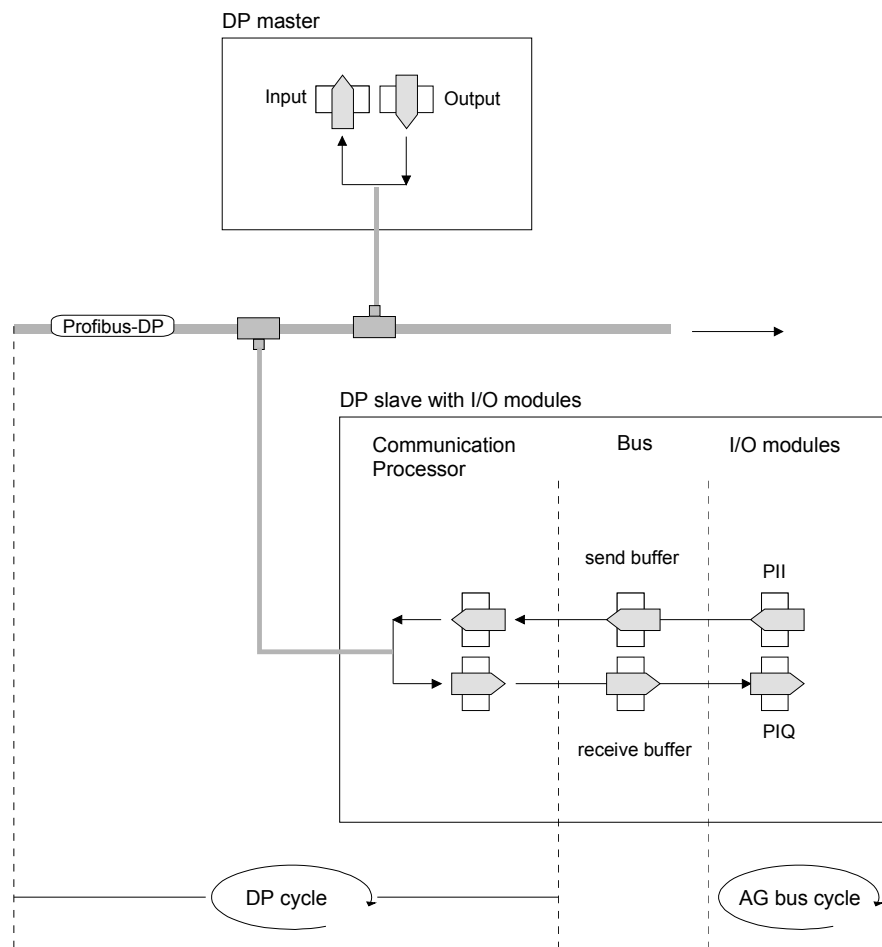 DP master
Input
Output
Profibus-DP
DP slave with I/O modules
Communication
Processor
Bus
I/O modules
send buffer
PII
receive buffer
PIQ
DP cycle
AG bus cycle